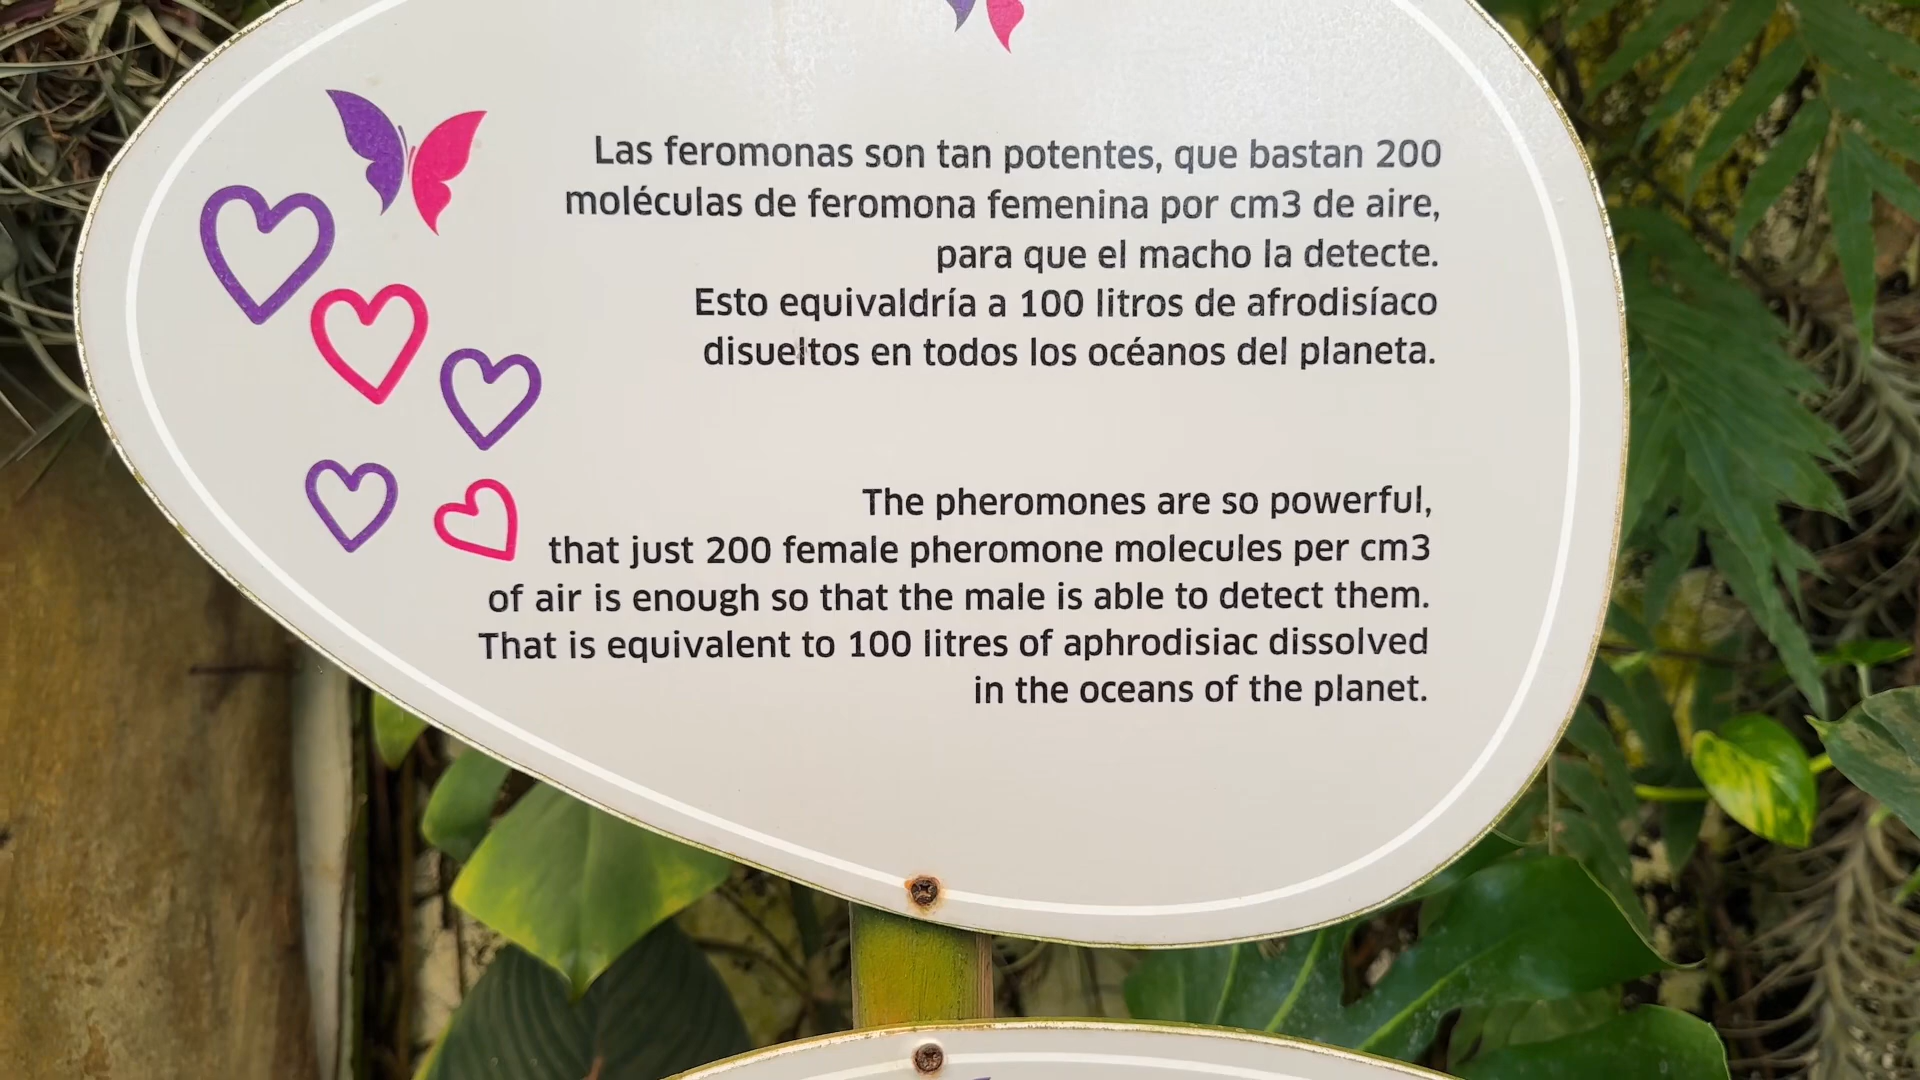 Las feromonas son tan potentes, que bastan 200
moléculas de feromona femenina por cm3 de aire,
para que el macho la detecte.
Esto equivaldría a 100 litros de afrodisíaco
disueltos en todos los océanos del planeta.
The pheromones are so powerful,
that just 200 female pheromone molecules per cm3
of air is enough so that the male is able to detect them.
That is equivalent to 100 litres of aphrodisiac dissolved
in the oceans of the planet.